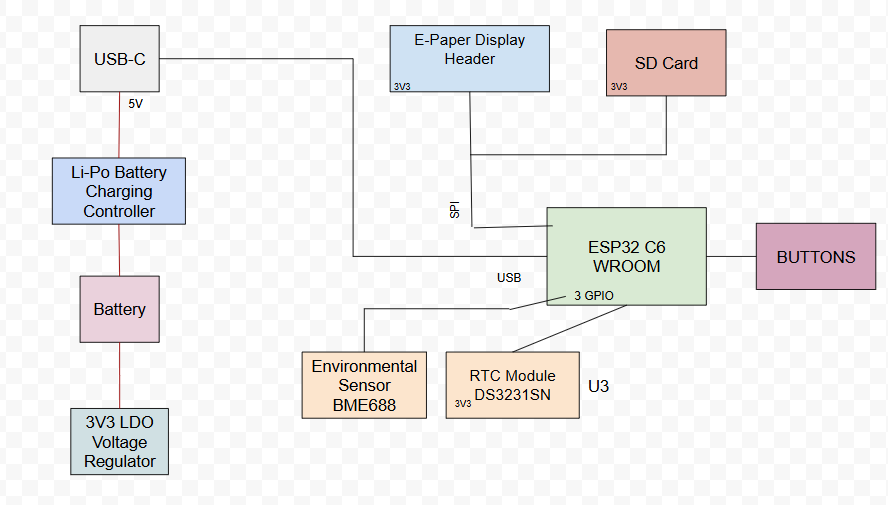 USB-C
5V
E-Paper Display
Header
3V3
SD Card
3V3
Li-Po Battery
Charging
Controller
SPI
ESP32 C6
WROOM
3 GPIO
BUTTONS
USB
Battery
Environmental
Sensor
BME688
RTC Module
DS3231SN
3V3
U3
3V3 LDO
Voltage
Regulator